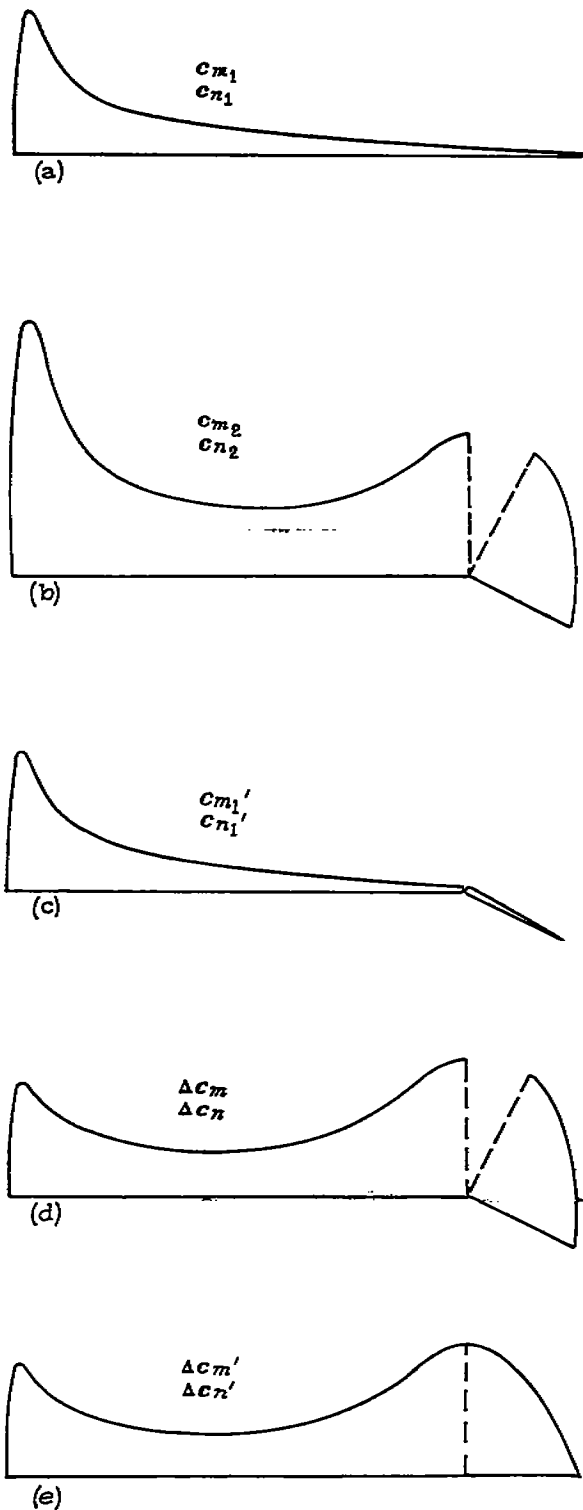 cm1
cn1
(a)
cm2
cn2
(b)
cm1'
cn1'
(c)
Δcm
Δcn
(d)
Δcm'
Δcn'
(e)